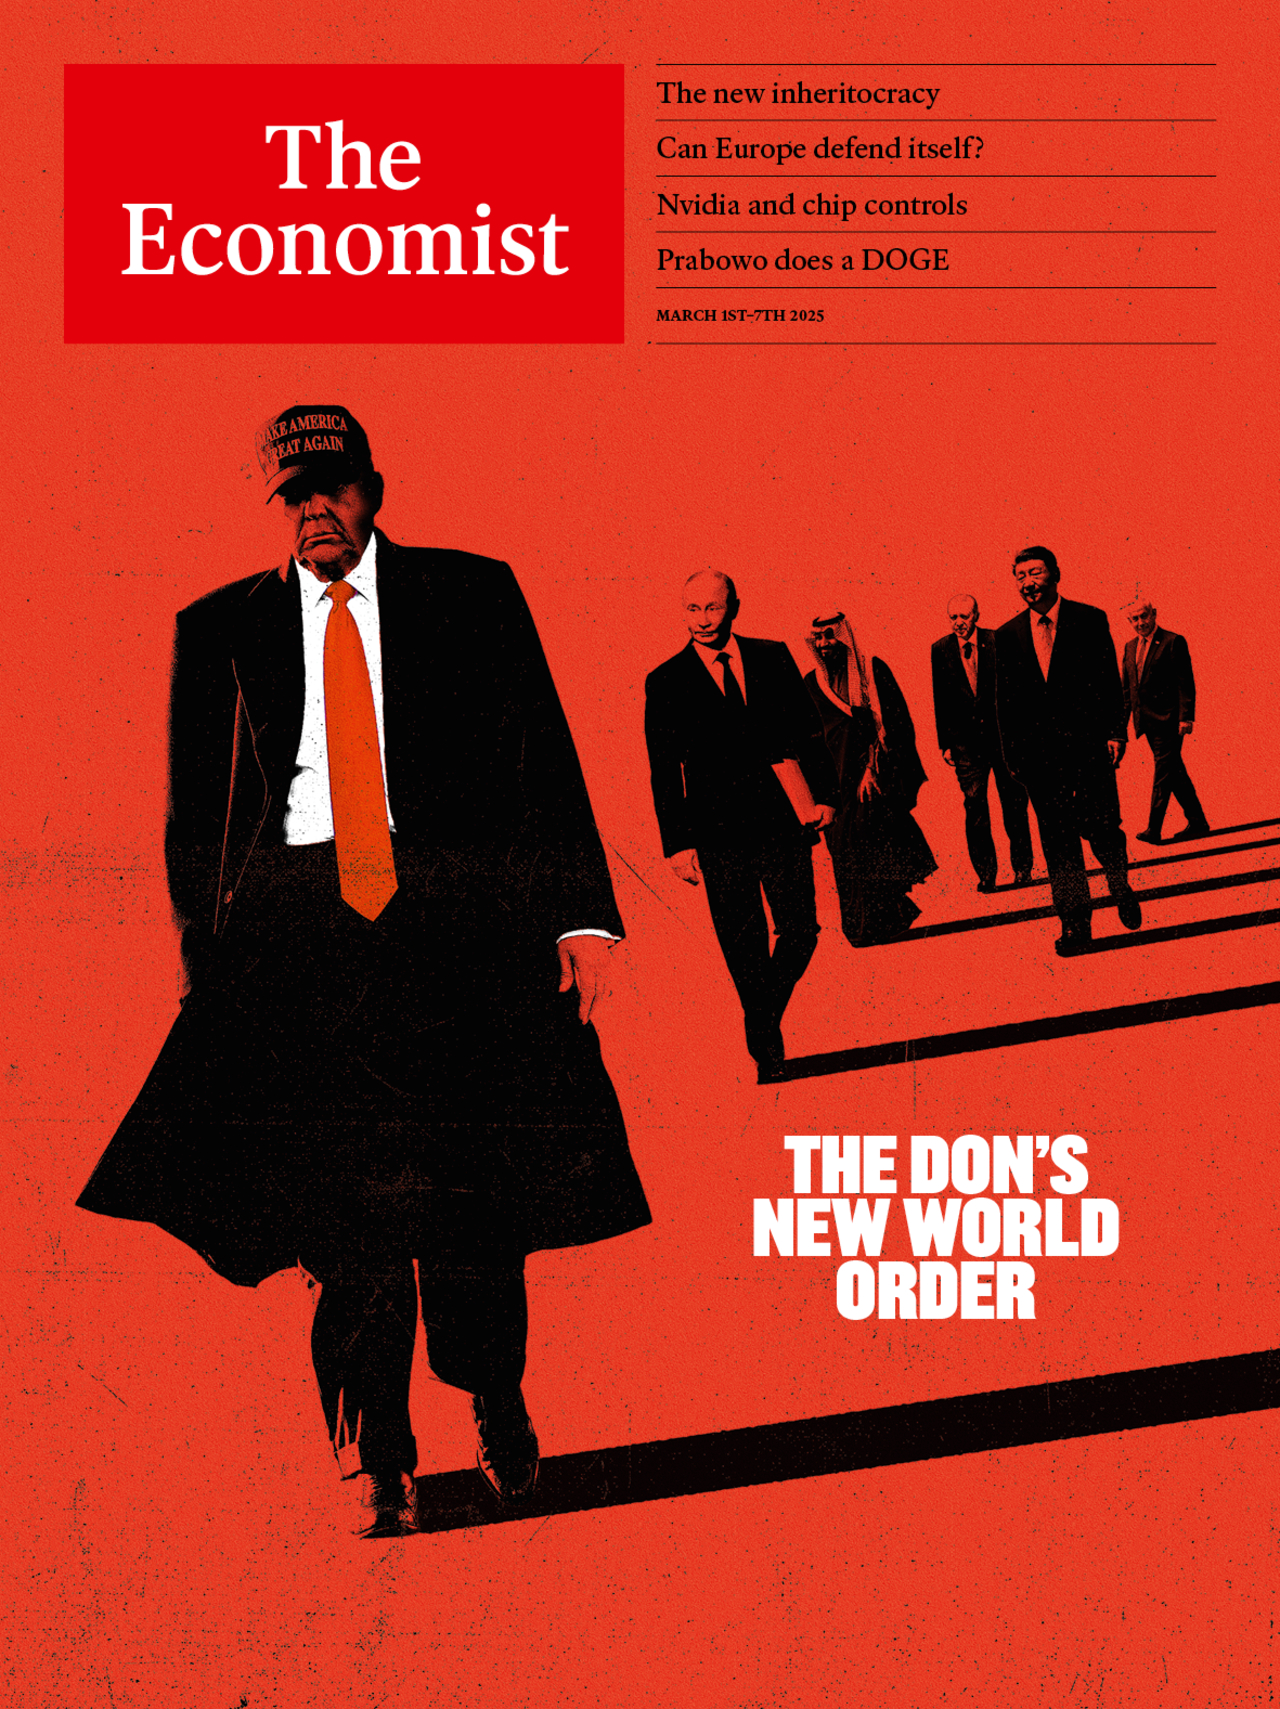 The
Economist
The new inheritocracy
Can Europe defend itself?
Nvidia and chip controls
Prabowo does a DOGE
MARCH 1ST–7TH 2025
AKE AMERICA
REAT AGAIN
THE DON'S
NEW WORLD
ORDER